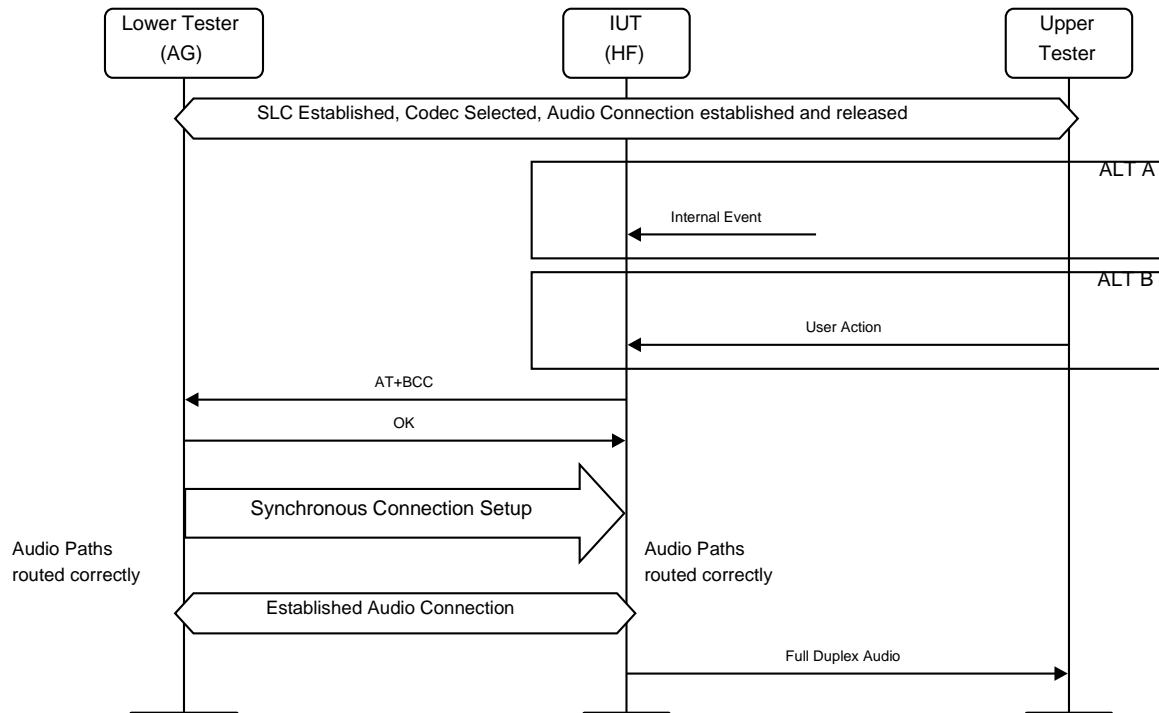 Lower Tester
(AG)
IUT
(HF)
Upper
Tester
SLC Established, Codec Selected, Audio Connection established and released
ALT A
Internal Event
ALT B
User Action
AT+BCC
OK
Synchronous Connection Setup
Audio Paths
routed correctly
Audio Paths
routed correctly
Established Audio Connection
Full Duplex Audio